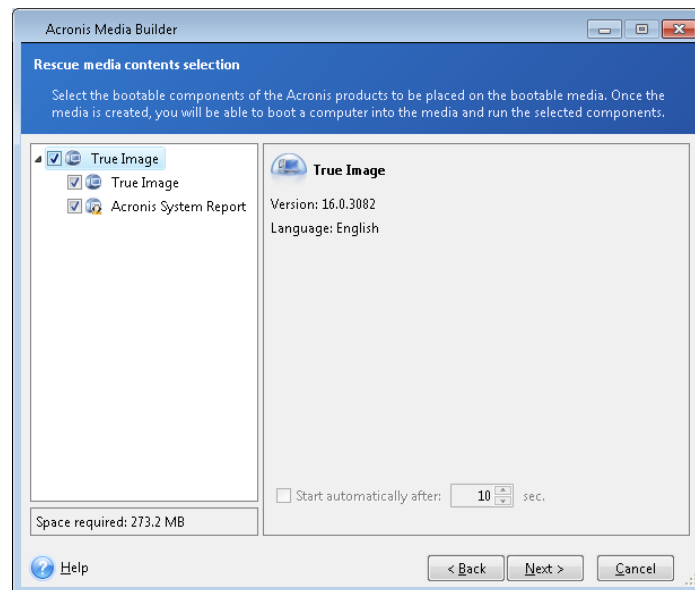 Acronis Media Builder
Rescue media contents selection
Select the bootable components of the Acronis products to be placed on the bootable media. Once the
media is created, you will be able to boot a computer into the media and run the selected components.
True Image
True Image
Acronis System Report
Space required: 273.2 MB
True Image
Version: 16.0.3082
Language: English
Start automatically after: 10 sec.
Help
< Back
Next >
Cancel